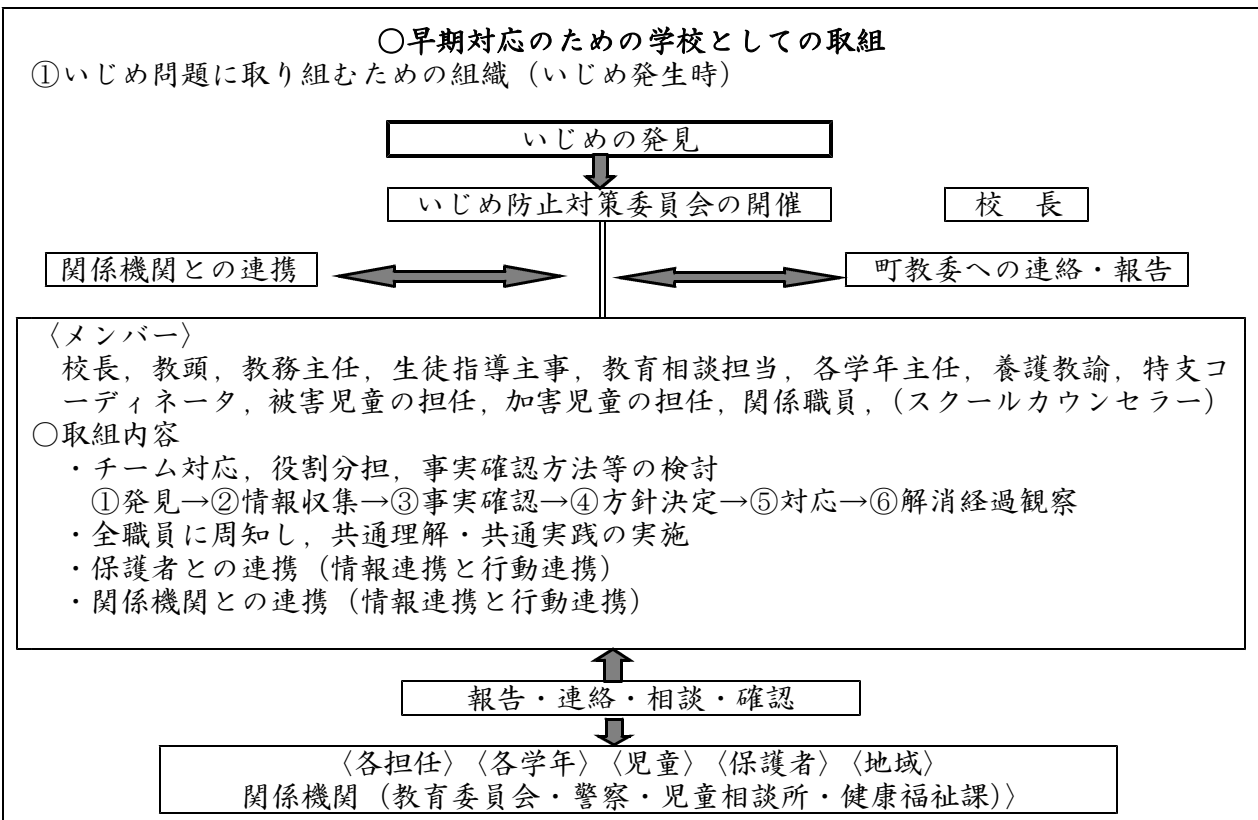 ○早期対応のための学校としての取組
①いじめ問題に取り組むための組織（いじめ発生時）
いじめの発見
いじめ防止対策委員会の開催
校　長
関係機関との連携
町教委への連絡・報告
〈メンバー〉
校長，教頭，教務主任，生徒指導主事，教育相談担当，各学年主任，養護教諭，特支コ
ーディネータ，被害児童の担任，加害児童の担任，関係職員，（スクールカウンセラー）
○取組内容
・チーム対応，役割分担，事実確認方法等の検討
①発見→②情報収集→③事実確認→④方針決定→⑤対応→⑥解消経過観察
・全職員に周知し，共通理解・共通実践の実施
・保護者との連携（情報連携と行動連携）
・関係機関との連携（情報連携と行動連携）
報告・連絡・相談・確認
〈各担任〉〈各学年〉〈児童〉〈保護者〉〈地域〉
関係機関（教育委員会・警察・児童相談所・健康福祉課)〉